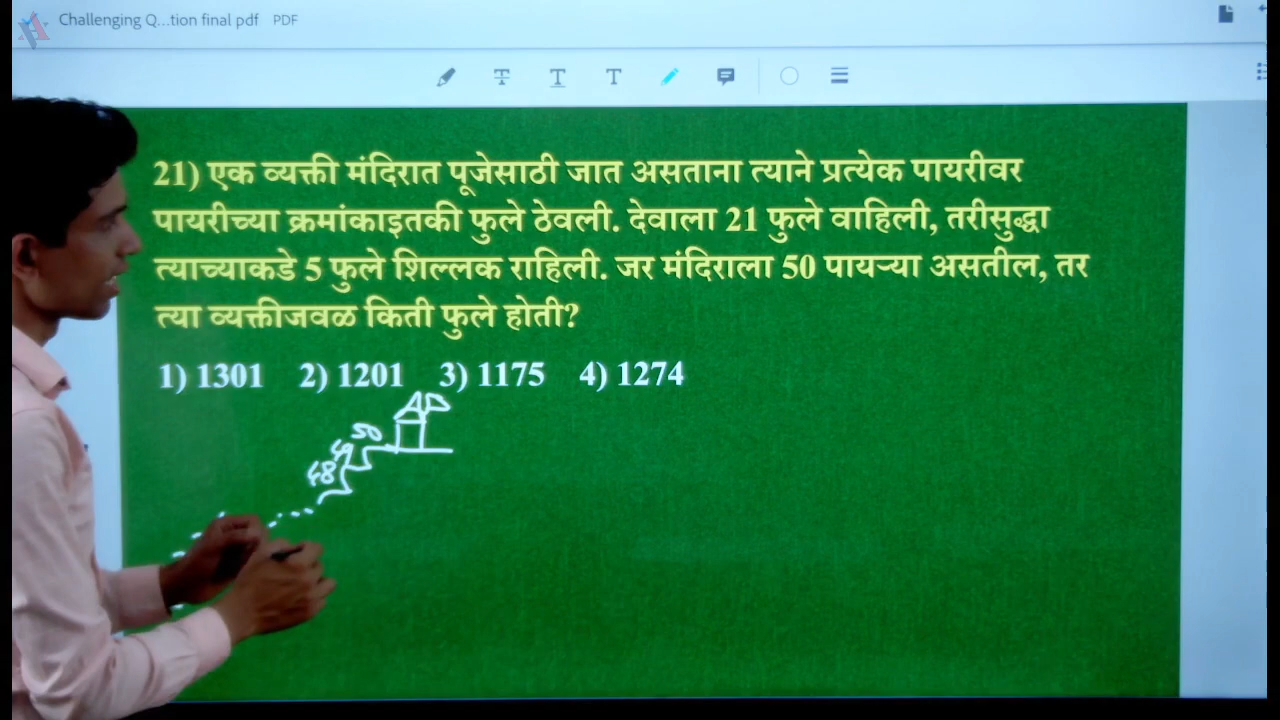 Challenging Q...tion final pdf PDF
21) एक व्यक्ती मंदिरात पूजेसाठी जात असताना त्याने प्रत्येक पायरीवर
पायरीच्या क्रमांकाइतकी फुले ठेवली. देवाला 21 फुले वाहिली, तरीसुद्धा
त्याच्याकडे 5 फुले शिल्लक राहिली. जर मंदिराला 50 पायऱ्या असतील, तर
त्या व्यक्तीजवळ किती फुले होती?
1) 1301 2) 1201 3) 1175 4) 1274
50
49
48